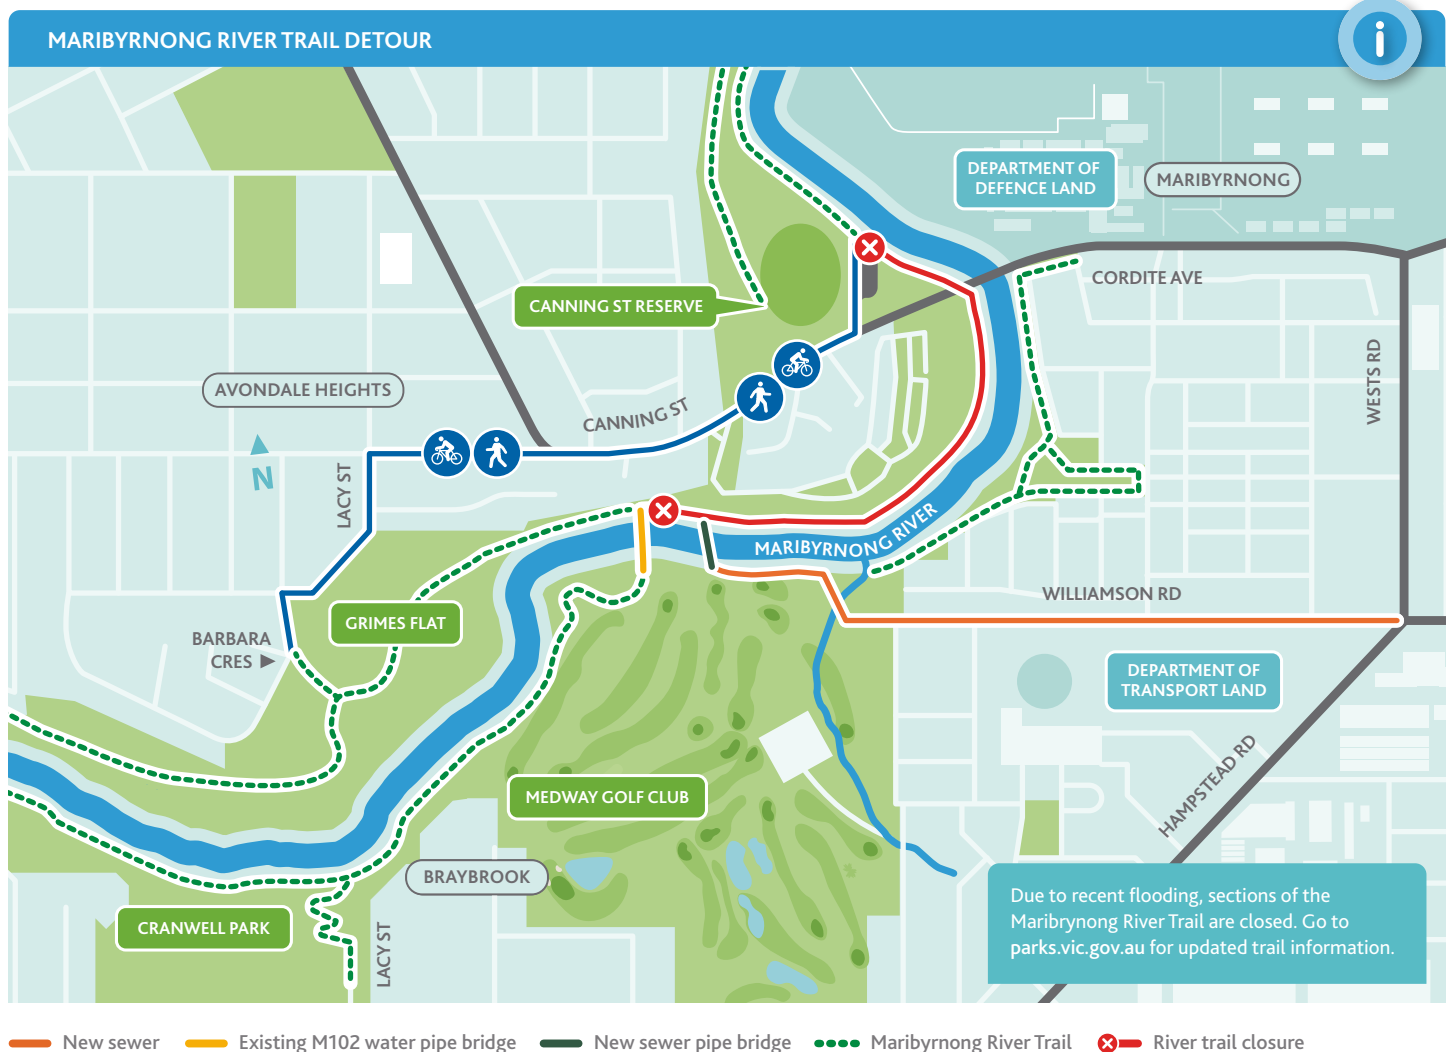 MARIBYRNONG RIVER TRAIL DETOUR
i
DEPARTMENT OF
DEFENCE LAND
MARIBYRNONG
CORDITE AVE
CANNING ST RESERVE
WESTS RD
AVONDALE HEIGHTS
CANNING ST
N
LACY ST
MARIBYRNONG RIVER
WILLIAMSON RD
GRIMES FLAT
BARBARA
CRES
DEPARTMENT OF
TRANSPORT LAND
HAMPSTEAD RD
MEDWAY GOLF CLUB
BRAYBROOK
CRANWELL PARK
LACY ST
Due to recent flooding, sections of the
Maribrynong River Trail are closed. Go to
parks.vic.gov.au for updated trail information.
New sewer
Existing M102 water pipe bridge
New sewer pipe bridge
Maribyrnong River Trail
River trail closure